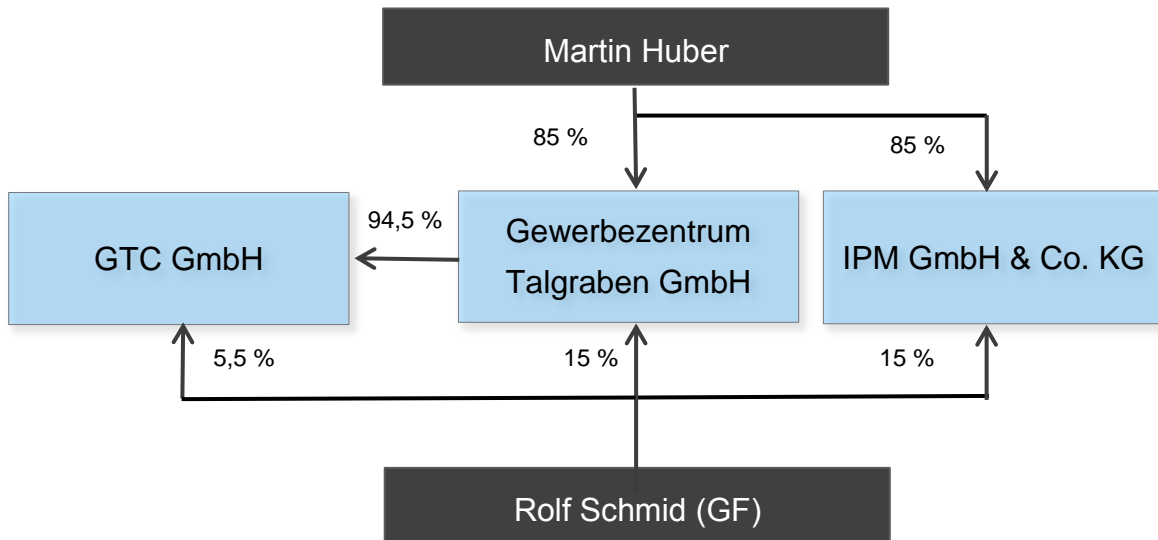 Martin Huber
85 %
85 %
94,5 %
GTC GmbH
Gewerbezentrum
Talgraben GmbH
IPM GmbH & Co. KG
5,5 %
15 %
15 %
Rolf Schmid (GF)